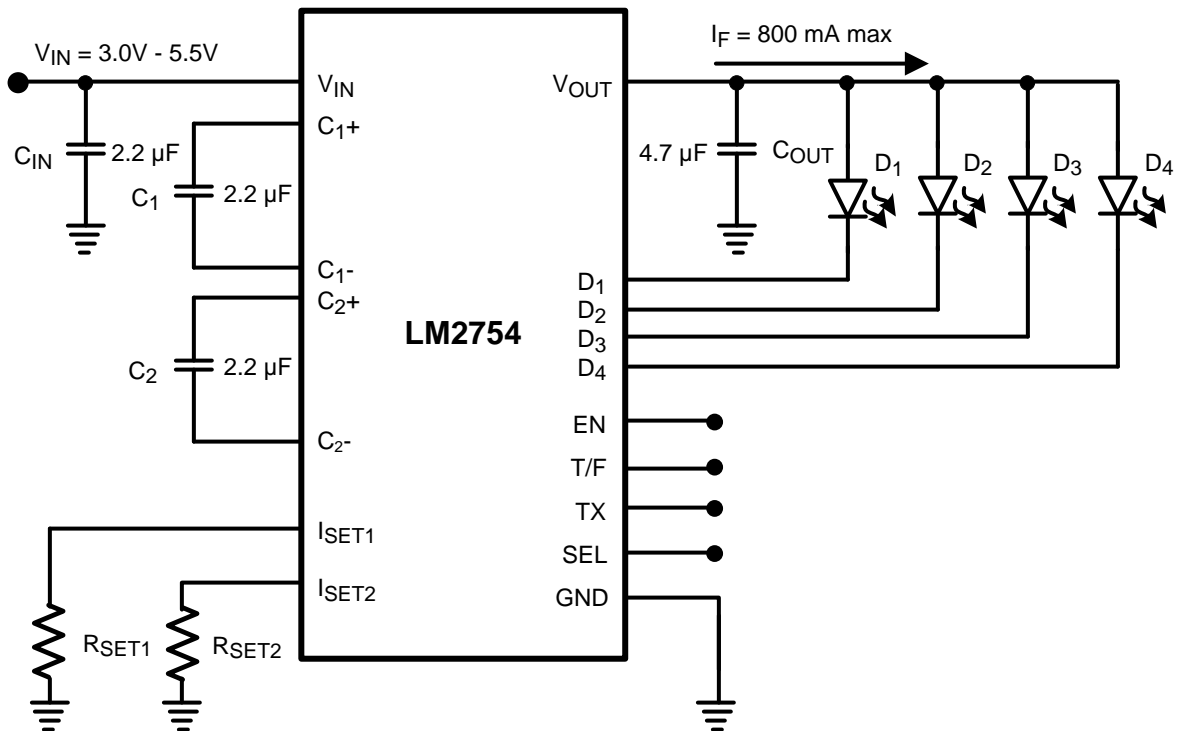 V_IN = 3.0V - 5.5V
I_F = 800 mA max
V_IN
V_OUT
C_1+
C_IN
2.2 µF
C_1
2.2 µF
4.7 µF
C_OUT
D_1
D_2
D_3
D_4
C_1-
C_2+
D_1
D_2
D_3
D_4
LM2754
C_2
2.2 µF
C_2-
EN
T/F
TX
SEL
GND
I_SET1
I_SET2
R_SET1
R_SET2